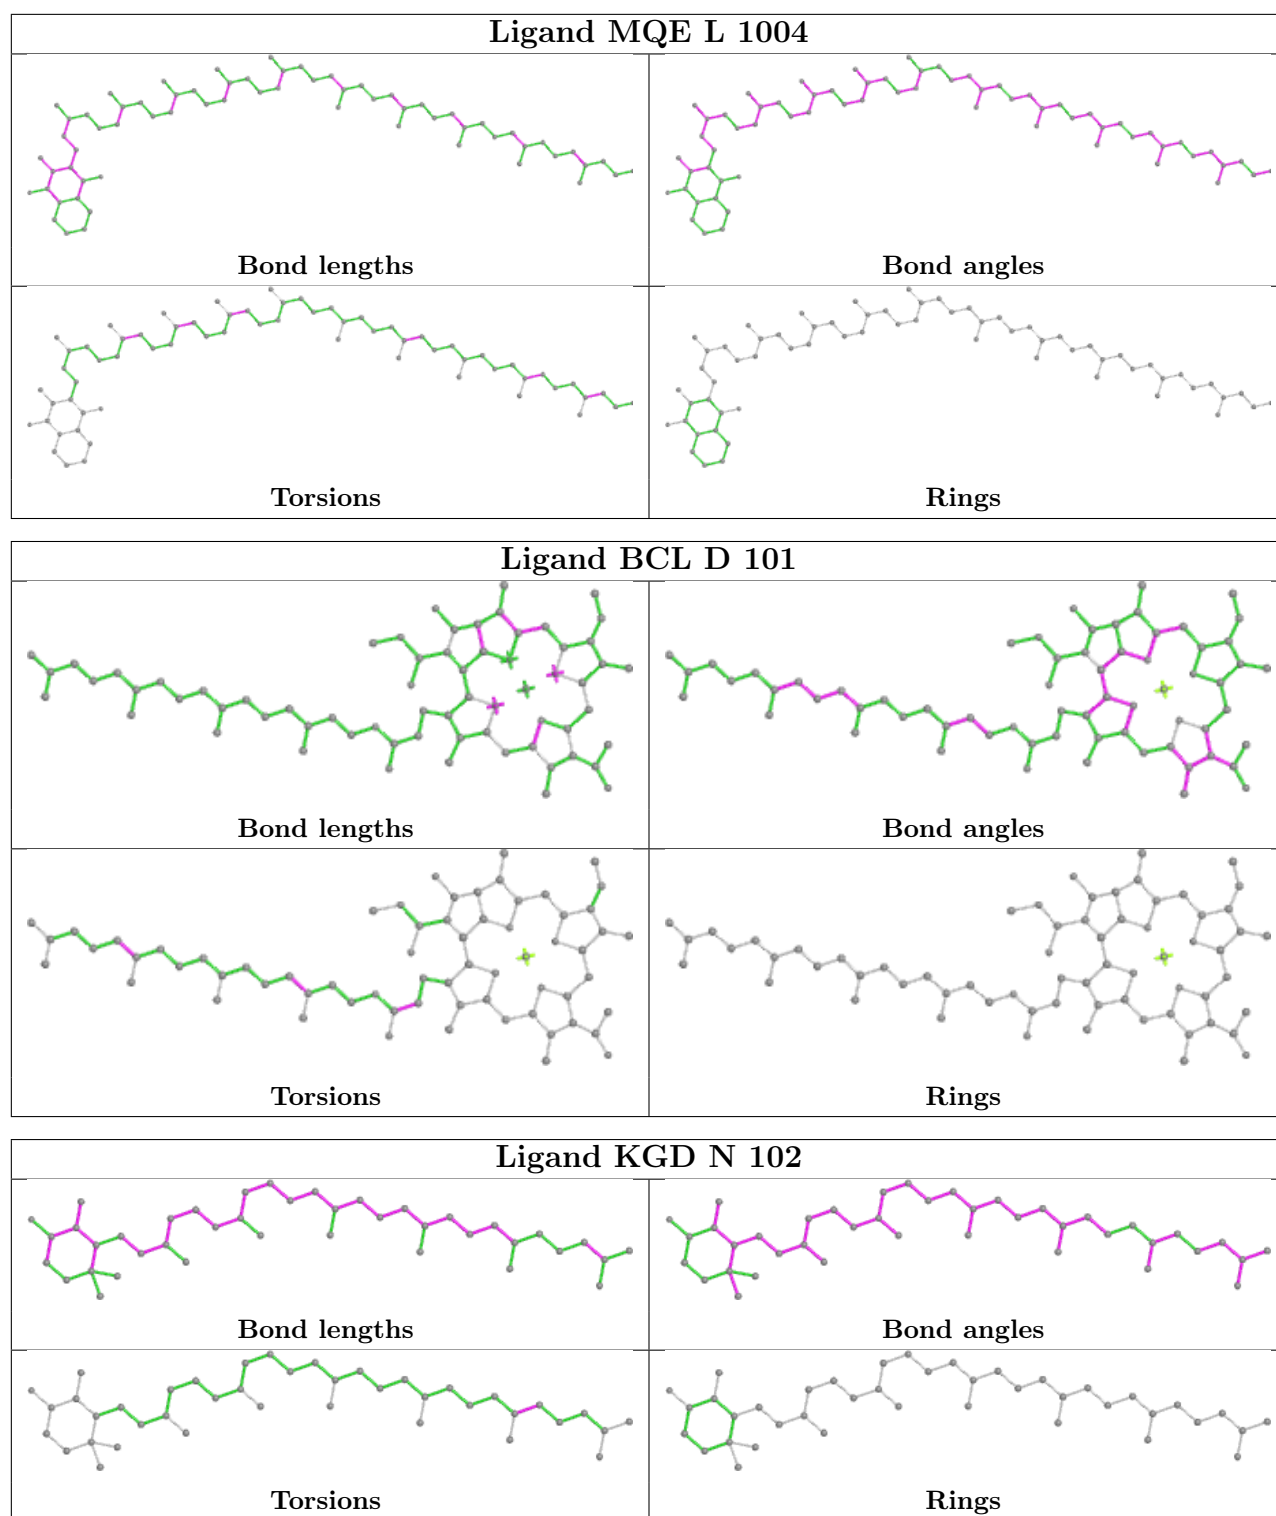 Ligand MQE L 1004
Bond lengths
Bond angles
Torsions
Rings
Ligand BCL D 101
Bond lengths
Bond angles
Torsions
Rings
Ligand KGD N 102
Bond lengths
Bond angles
Torsions
Rings